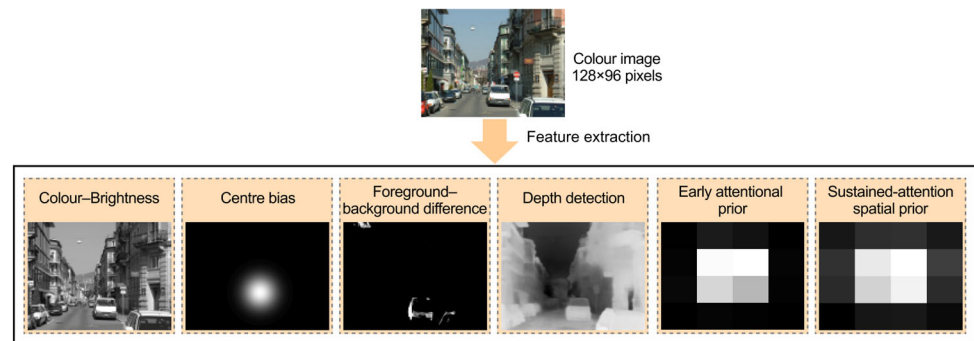 Colour image
128×96 pixels
Feature extraction
Colour–Brightness
Centre bias
Foreground–
background difference
Depth detection
Early attentional
prior
Sustained-attention
spatial prior